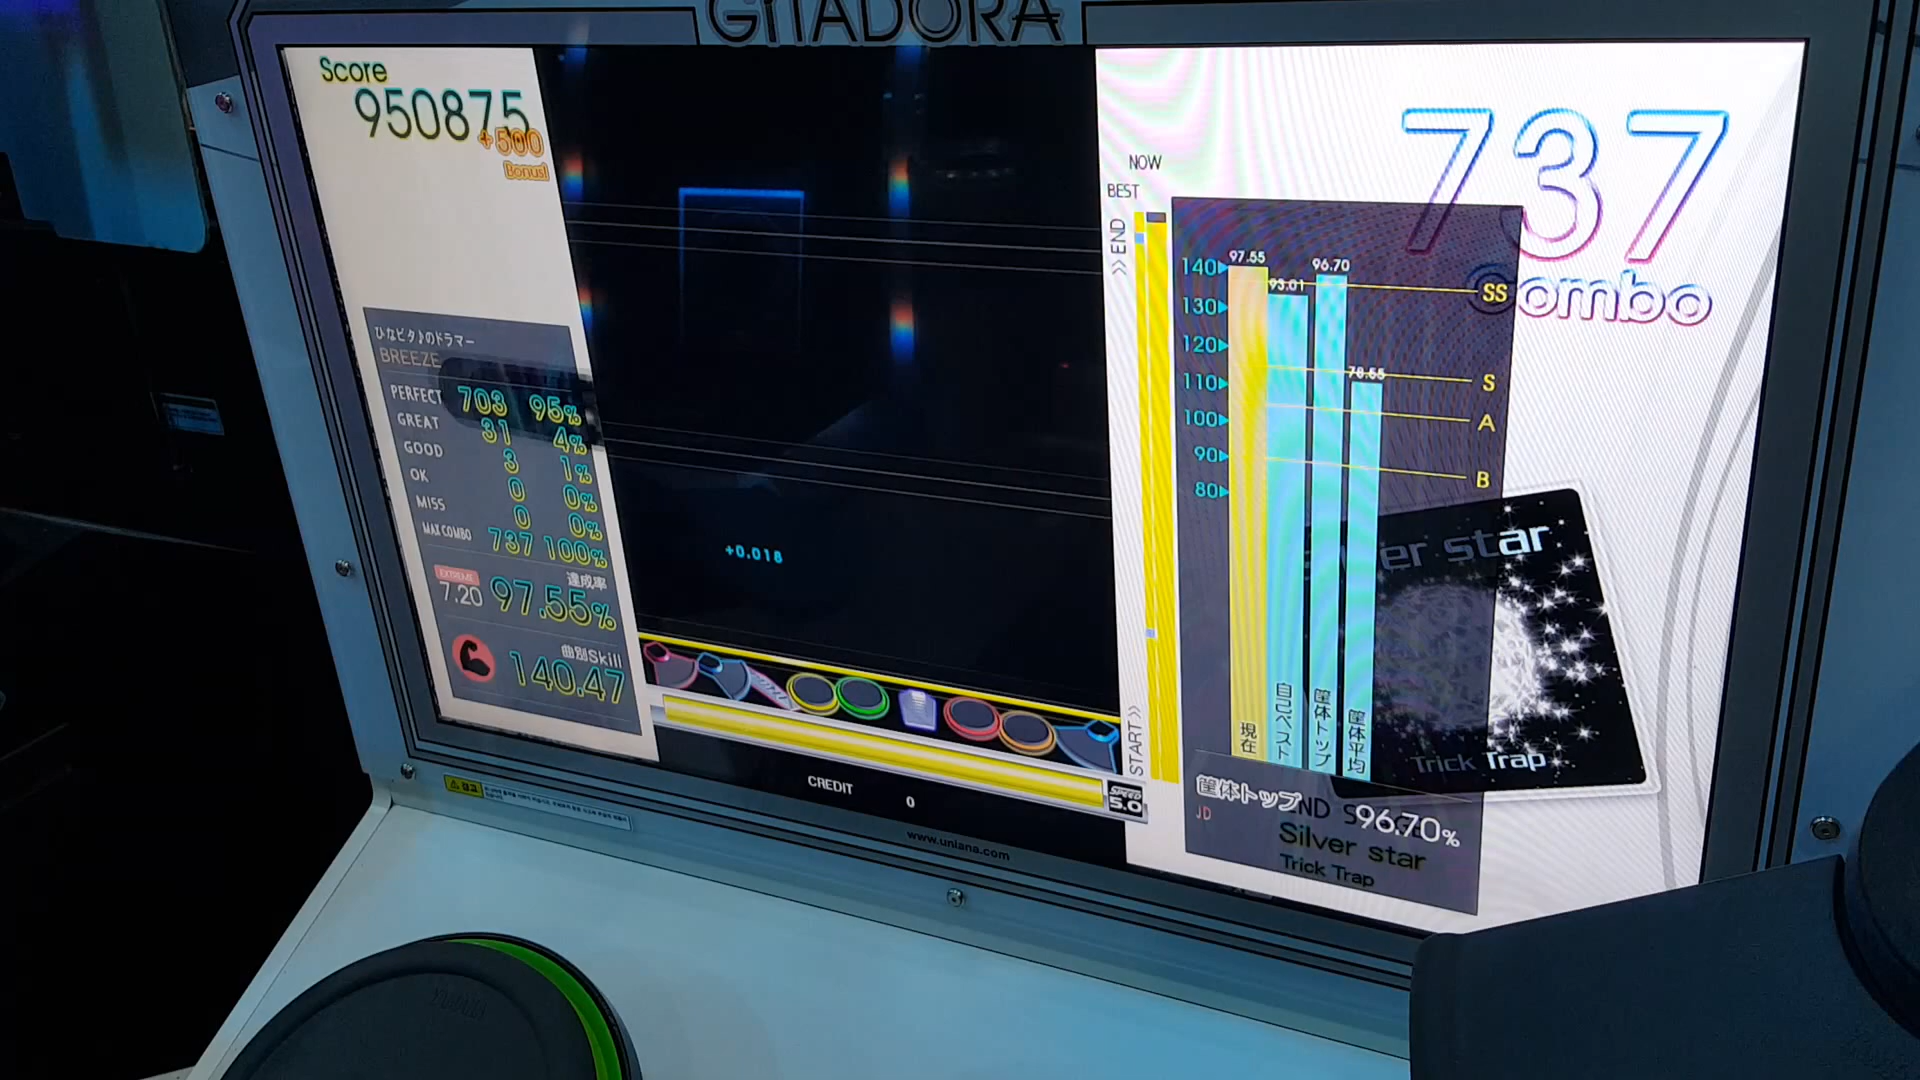 GITADORA
Score
950875
+500
Bonus!
ひなビタ♪のドラマー
BREEZE
PERFECT 703 95%
GREAT 31 4%
GOOD 3 1%
OK 0 0%
MISS 0 0%
MAX COMBO 737 100%
EXTREME 達成率
7.20 97.55%
曲別Skill
140.47
+0.018
CREDIT 0
SPEED
5.0
www.uniana.com
경고
NOW
BEST
>> END
START >>
737
Combo
140
130
120
110
100
90
80
97.55
93.01
96.70
78.55
SS
S
A
B
現在
自己ベスト
筐体トップ
筐体平均
er star
Trick Trap
筐体トップ
JD
96.70%
Silver star
Trick Trap